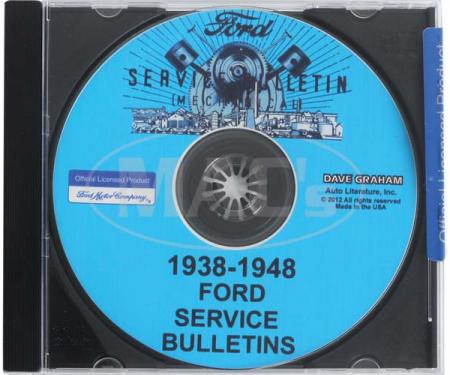 Ford
SERVICE BULLETIN
(MECHANICAL)
Official Licensed Product
Ford Motor Company
MAC's
DAVE GRAHAM
Auto Literature, Inc.
© 2012 All rights reserved
Made in the USA
1938-1948
FORD
SERVICE
BULLETINS
Official Licensed Product